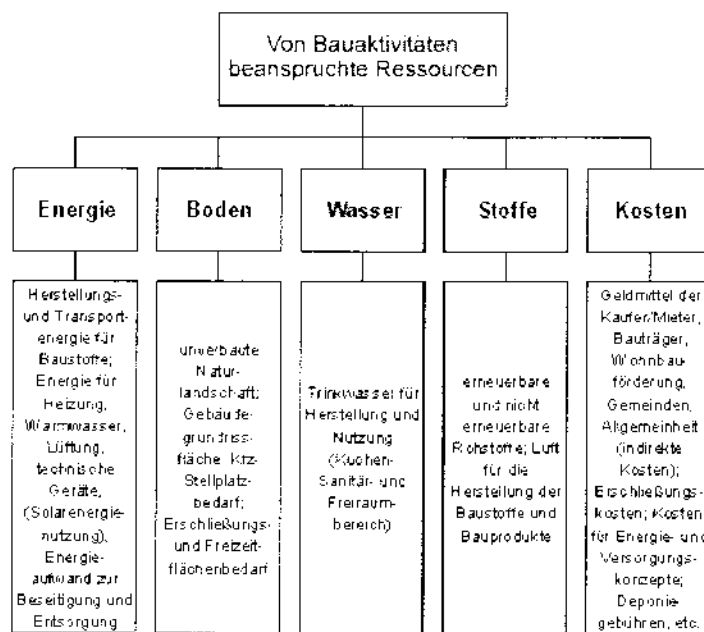 Von Bauaktivitäten
beanspruchte Ressourcen
Energie
Boden
Wasser
Stoffe
Kosten
Herstellungs-
und Transport-
energie für
Baustoffe;
Energie für
Heizung,
Warmwasser,
Lüftung,
technische
Geräte,
(Solarenergie-
nutzung),
Energie-
aufwand zur
Beseitigung und
Entsorgung
unverbaute
Natur-
landschaft;
Gebäude-
grundriss-
fläche, Kfz-
Stellplatz-
bedarf;
Erschließungs-
und Freizeit-
flächenbedarf
Trinkwasser für
Herstellung und
Nutzung
(Küchen-
Sanitär- und
Freiraum-
bereich)
erneuerbare
und nicht
erneuerbare
Rohstoffe; Luft
für die
Herstellung der
Baustoffe und
Bauprodukte
Geldmittel der
Käufer/Mieter,
Bauträger,
Wohnbau-
förderung,
Gemeinden,
Allgemeinheit
(indirekte
Kosten);
Erschließungs-
kosten; Kosten
für Energie- und
Versorgungs-
konzepte;
Deponie-
gebühren, etc.